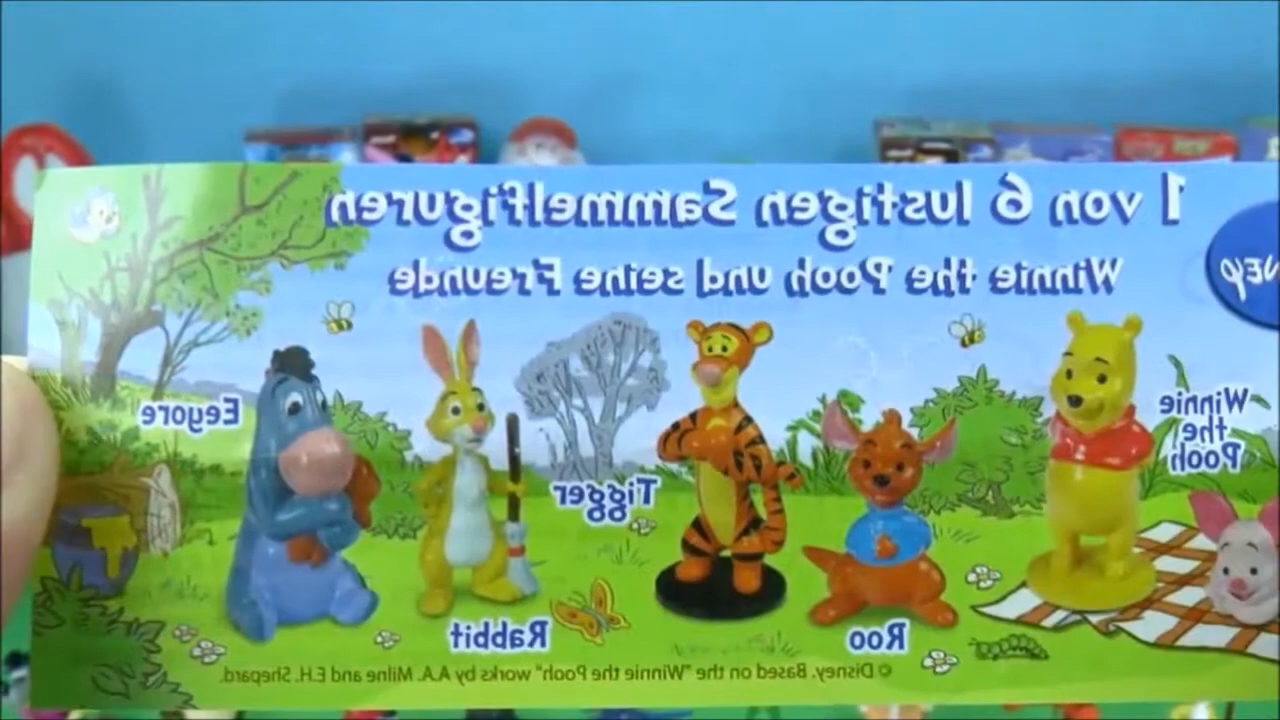 1 von 6 lustigen Sammelfiguren
Winnie the Pooh und seine Freunde
Winnie
the
Pooh
Eeyore
Tigger
Rabbit
Roo
© Disney. Based on the "Winnie the Pooh" works by A.A. Milne and E.H. Shepard.